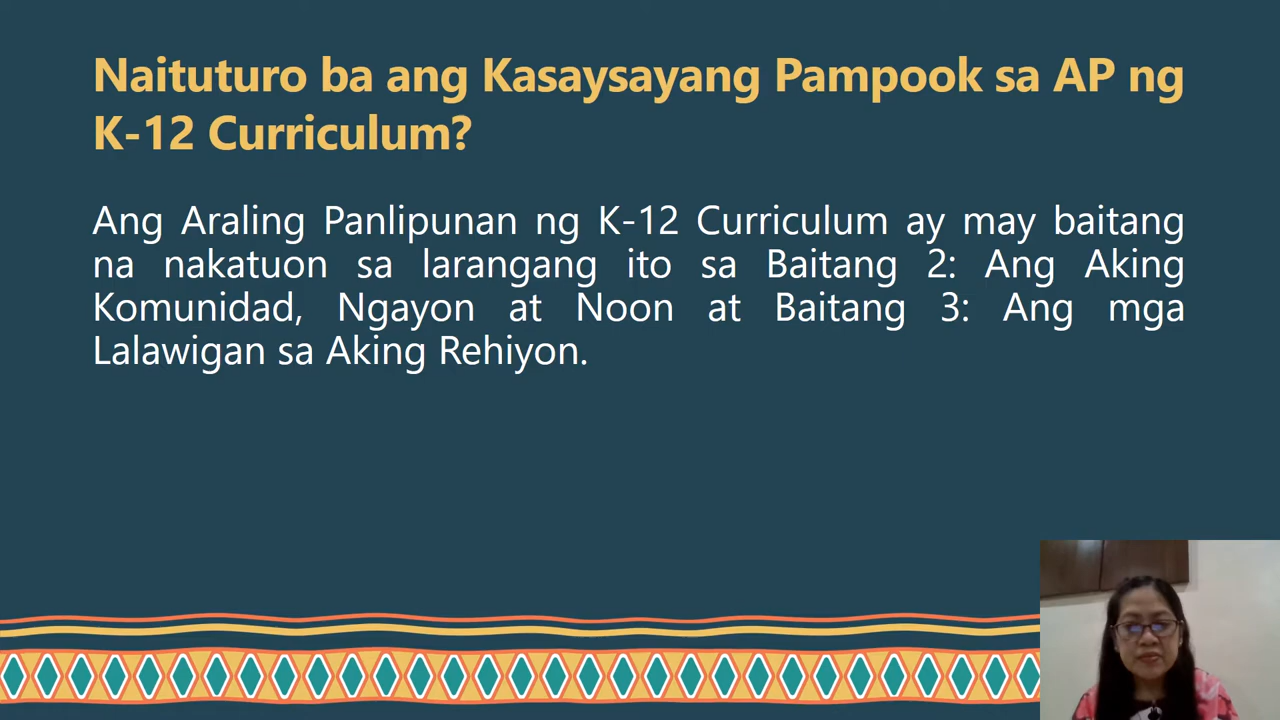 Naituturo ba ang Kasaysayang Pampook sa AP ng
K-12 Curriculum?
Ang Araling Panlipunan ng K-12 Curriculum ay may baitang
na nakatuon sa larangang ito sa Baitang 2: Ang Aking
Komunidad, Ngayon at Noon at Baitang 3: Ang mga
Lalawigan sa Aking Rehiyon.